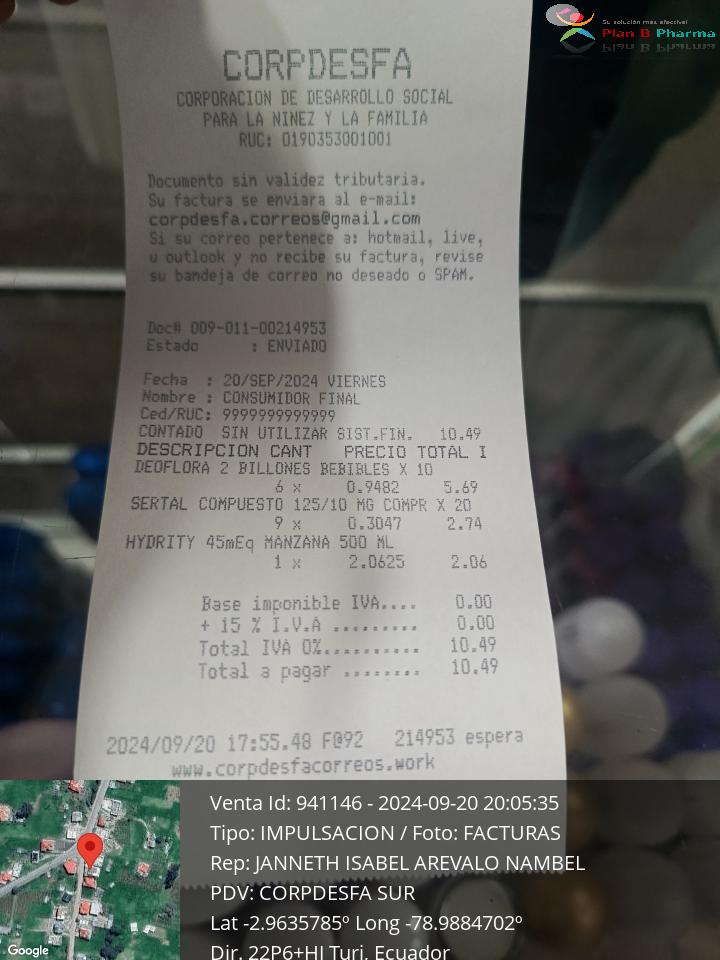 Su solución más efectiva!
Plan B Pharma
CORPDESFA
CORPORACION DE DESARROLLO SOCIAL
PARA LA NINEZ Y LA FAMILIA
RUC: 0190353001001
Documento sin validez tributaria.
Su factura se enviara al e-mail:
corpdesfa.correos@gmail.com
Si su correo pertenece a: hotmail, live,
u outlook y no recibe su factura, revise
su bandeja de correo no deseado o SPAM.
Doc# 009-011-00214953
Estado : ENVIADO
Fecha : 20/SEP/2024 VIERNES
Nombre : CONSUMIDOR FINAL
Ced/RUC: 9999999999999
CONTADO SIN UTILIZAR SIST.FIN. 10.49
DESCRIPCION CANT PRECIO TOTAL I
DEOFLORA 2 BILLONES BEBIBLES X 10
6 x 0.9482 5.69
SERTAL COMPUESTO 125/10 MG COMPR X 20
9 x 0.3047 2.74
HYDRITY 45mEq MANZANA 500 ML
1 x 2.0625 2.06
Base imponible IVA.... 0.00
+ 15 % I.V.A ......... 0.00
Total IVA 0%.......... 10.49
Total a pagar ........ 10.49
2024/09/20 17:55.48 F@92 214953 espera
www.corpdesfacorreos.work
Venta Id: 941146 - 2024-09-20 20:05:35
Tipo: IMPULSACION / Foto: FACTURAS
Rep: JANNETH ISABEL AREVALO NAMBEL
PDV: CORPDESFA SUR
Lat -2.9635785º Long -78.9884702º
Dir. 22P6+HJ Turi, Ecuador
Google